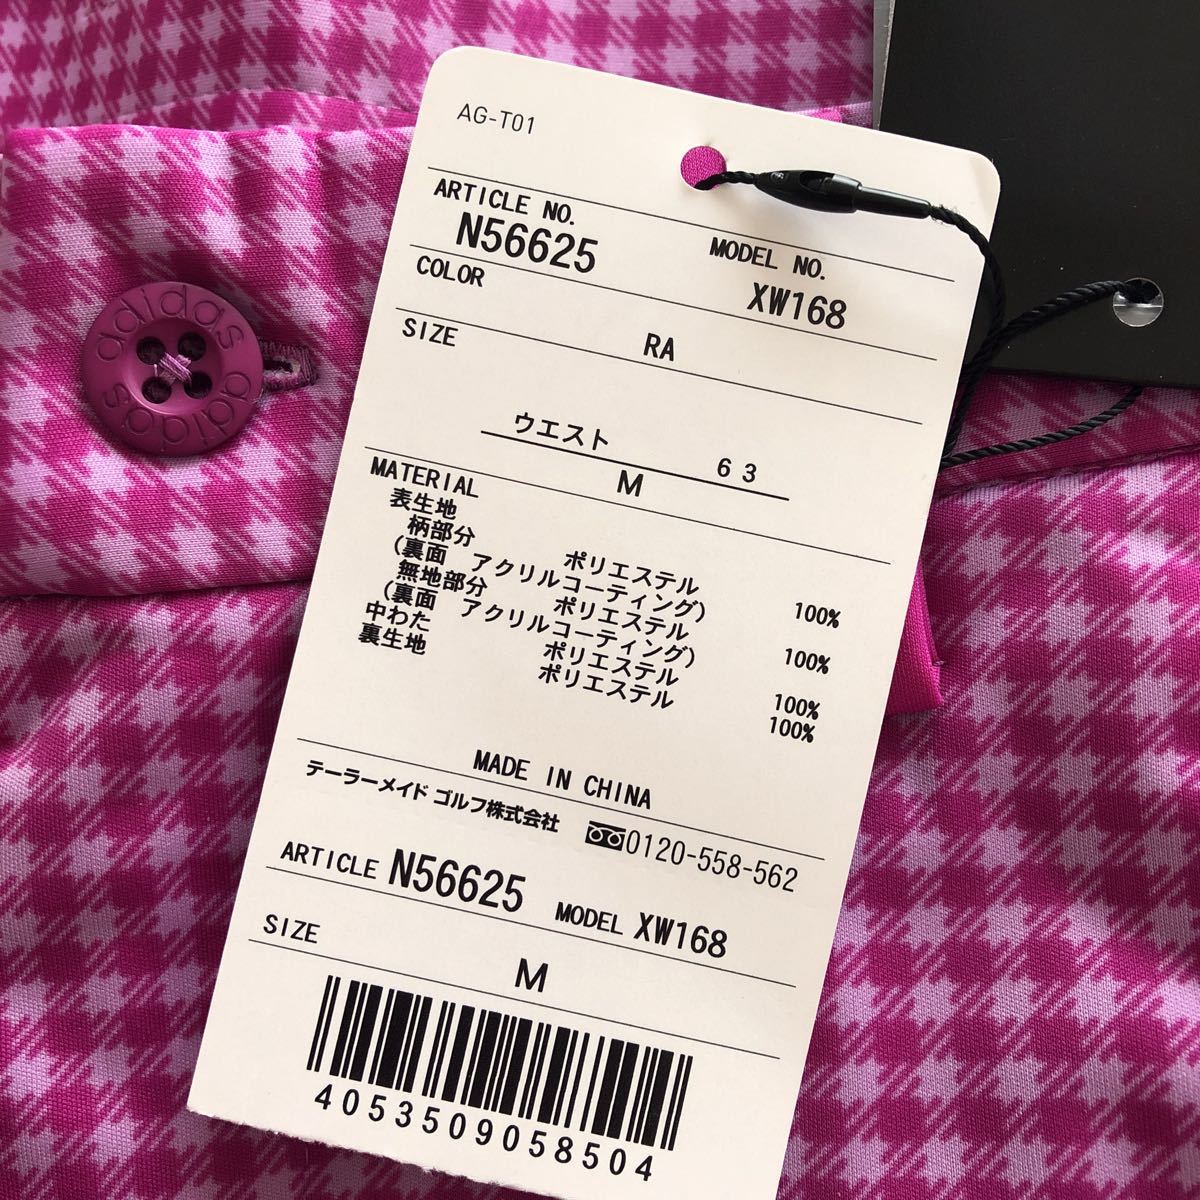 AG-T01
ARTICLE NO.
N56625
MODEL NO.
XW168
COLOR
RA
SIZE
ウエスト 63
M
MATERIAL
表生地
柄部分 ポリエステル 100%
(裏面 アクリルコーティング)
無地部分 ポリエステル 100%
(裏面 アクリルコーティング)
中わた ポリエステル 100%
裏生地 ポリエステル 100%
MADE IN CHINA
テーラーメイド ゴルフ株式会社 0120-558-562
ARTICLE N56625 MODEL XW168
SIZE
M
4053509058504
adidas adidas